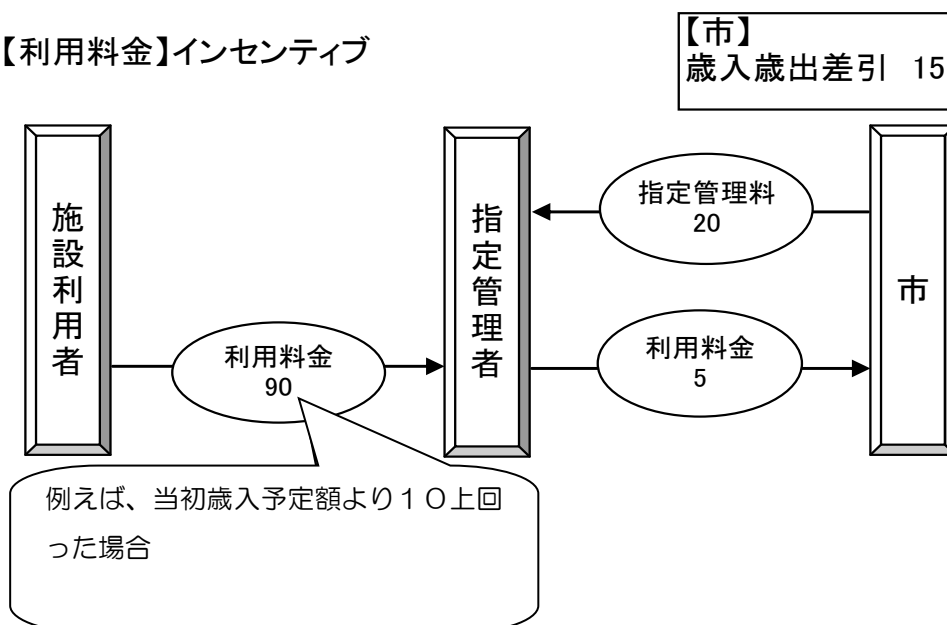 【利用料金】インセンティブ
【市】
歳入歳出差引 15
施設利用者
利用料金
90
指定管理者
指定管理料
20
利用料金
5
市
例えば、当初歳入予定額より１０上回
った場合